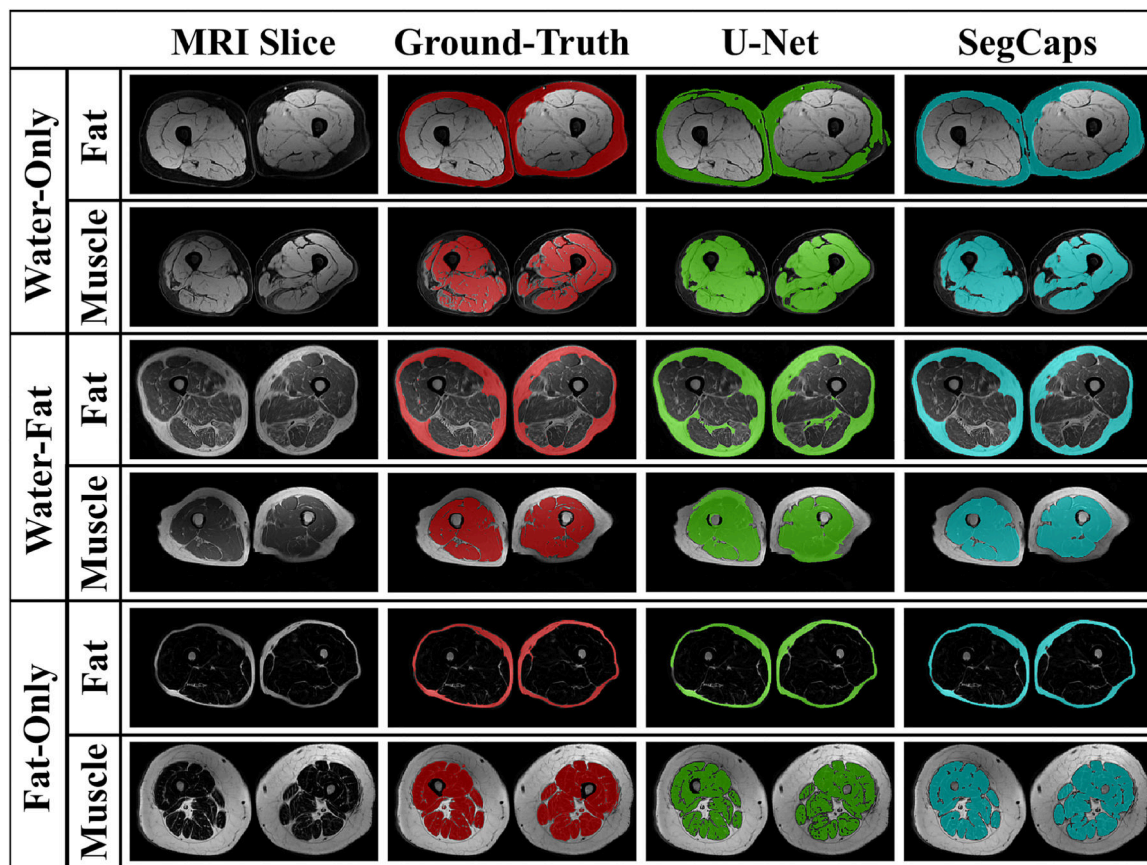 MRI Slice Ground-Truth U-Net SegCaps
Water-Only
Fat
Muscle
Water-Fat
Fat
Muscle
Fat-Only
Fat
Muscle